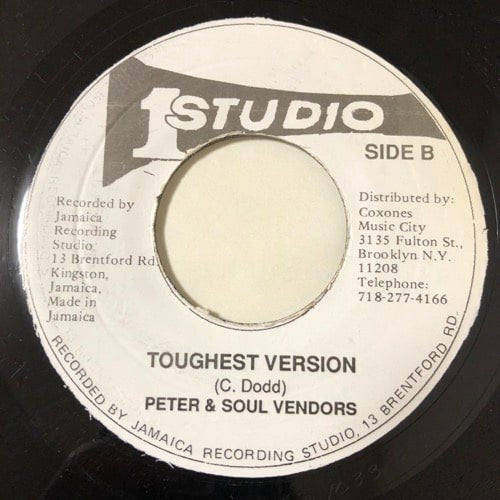 1 STUDIO
SIDE B
Recorded by
Jamaica
Recording
Studio.
13 Brentford Rd
Kingston,
Jamaica,
Made in
Jamaica
Distributed by:
Coxones
Music City
3135 Fulton St.,
Brooklyn N.Y.
11208
Telephone:
718-277-4166
TOUGHEST VERSION
(C. Dodd)
PETER & SOUL VENDORS
RECORDED BY JAMAICA RECORDING STUDIO, 13 BRENTFORD RD.